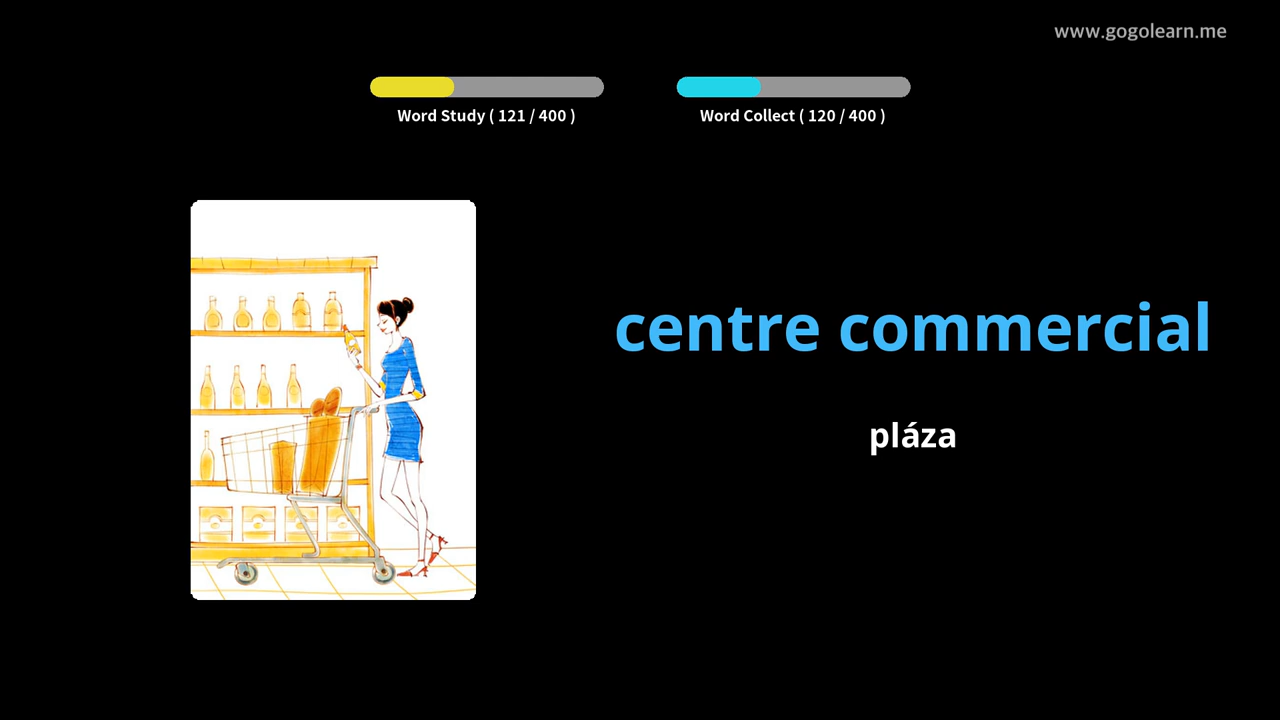 www.gogolearn.me
Word Study ( 121 / 400 )
Word Collect ( 120 / 400 )
centre commercial
pláza